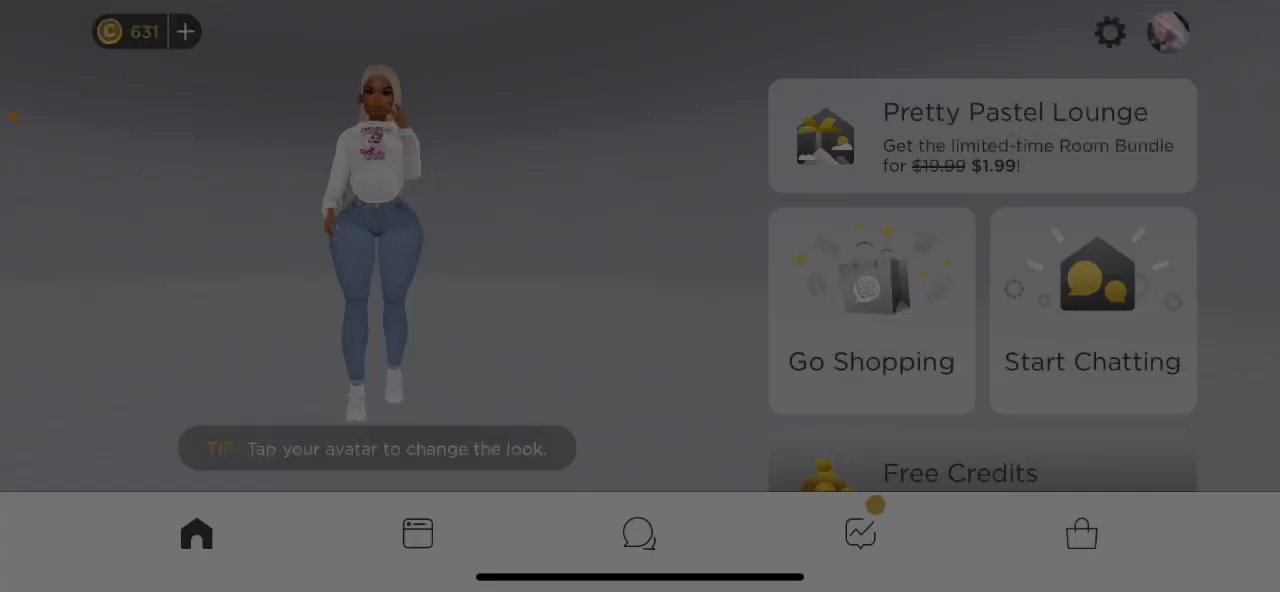 631
Pretty Pastel Lounge
Get the limited-time Room Bundle
for $19.99 $1.99!
Go Shopping
Start Chatting
TIP: Tap your avatar to change the look.
Free Credits